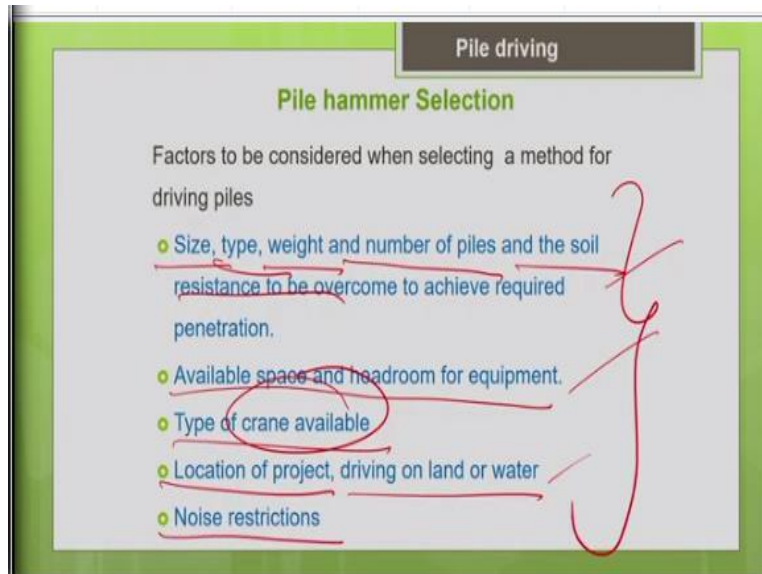 Pile driving
Pile hammer Selection
Factors to be considered when selecting a method for
driving piles
Size, type, weight and number of piles and the soil
resistance to be overcome to achieve required
penetration.
Available space and headroom for equipment.
Type of crane available
Location of project, driving on land or water
Noise restrictions